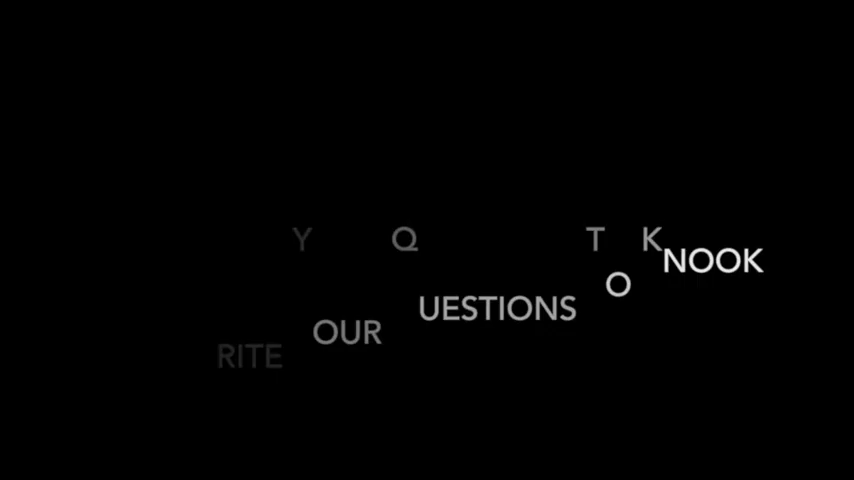 Y Q T K
NOOK
O
UESTIONS
OUR
RITE